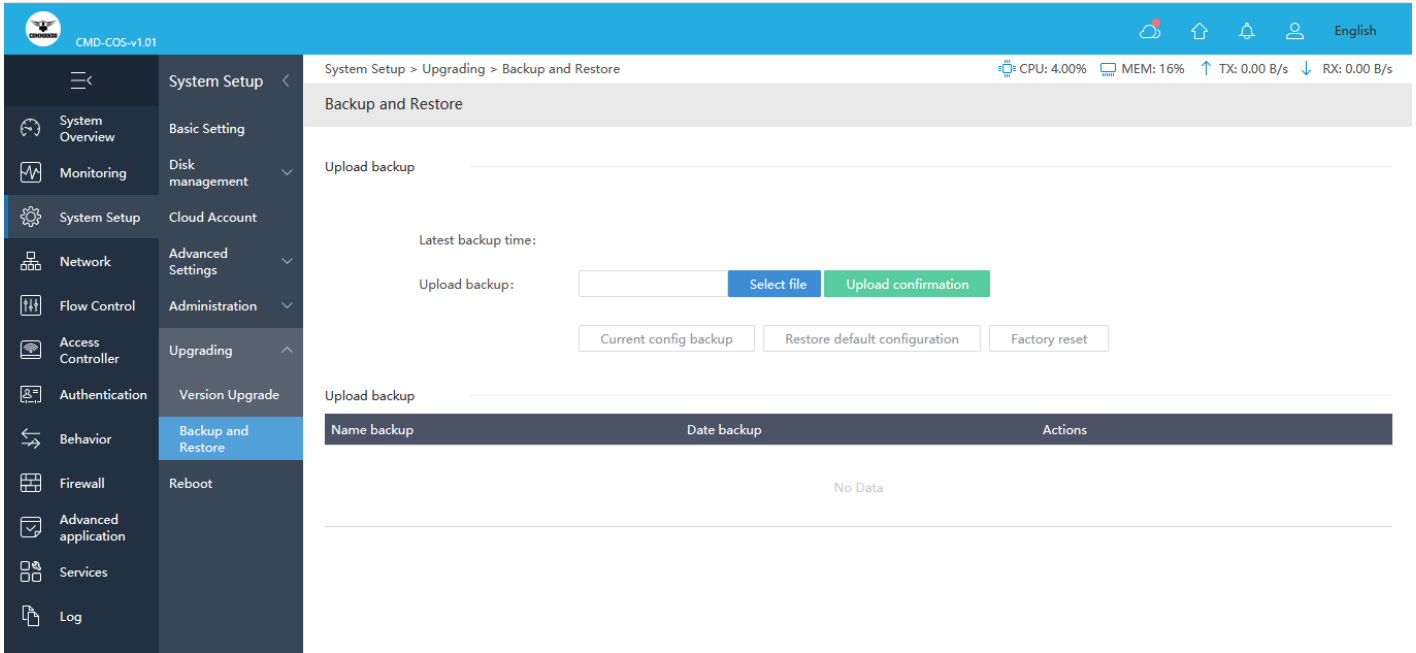 COMMANDO
CMD-COS-v1.01
English
System Setup
System Setup > Upgrading > Backup and Restore
CPU: 4.00%
MEM: 16%
TX: 0.00 B/s
RX: 0.00 B/s
Backup and Restore
System
Overview
Monitoring
System Setup
Network
Flow Control
Access
Controller
Authentication
Behavior
Firewall
Advanced
application
Services
Log
Basic Setting
Disk
management
Cloud Account
Advanced
Settings
Administration
Upgrading
Version Upgrade
Backup and
Restore
Reboot
Upload backup
Latest backup time:
Upload backup:
Select file
Upload confirmation
Current config backup
Restore default configuration
Factory reset
Upload backup
Name backup
Date backup
Actions
No Data